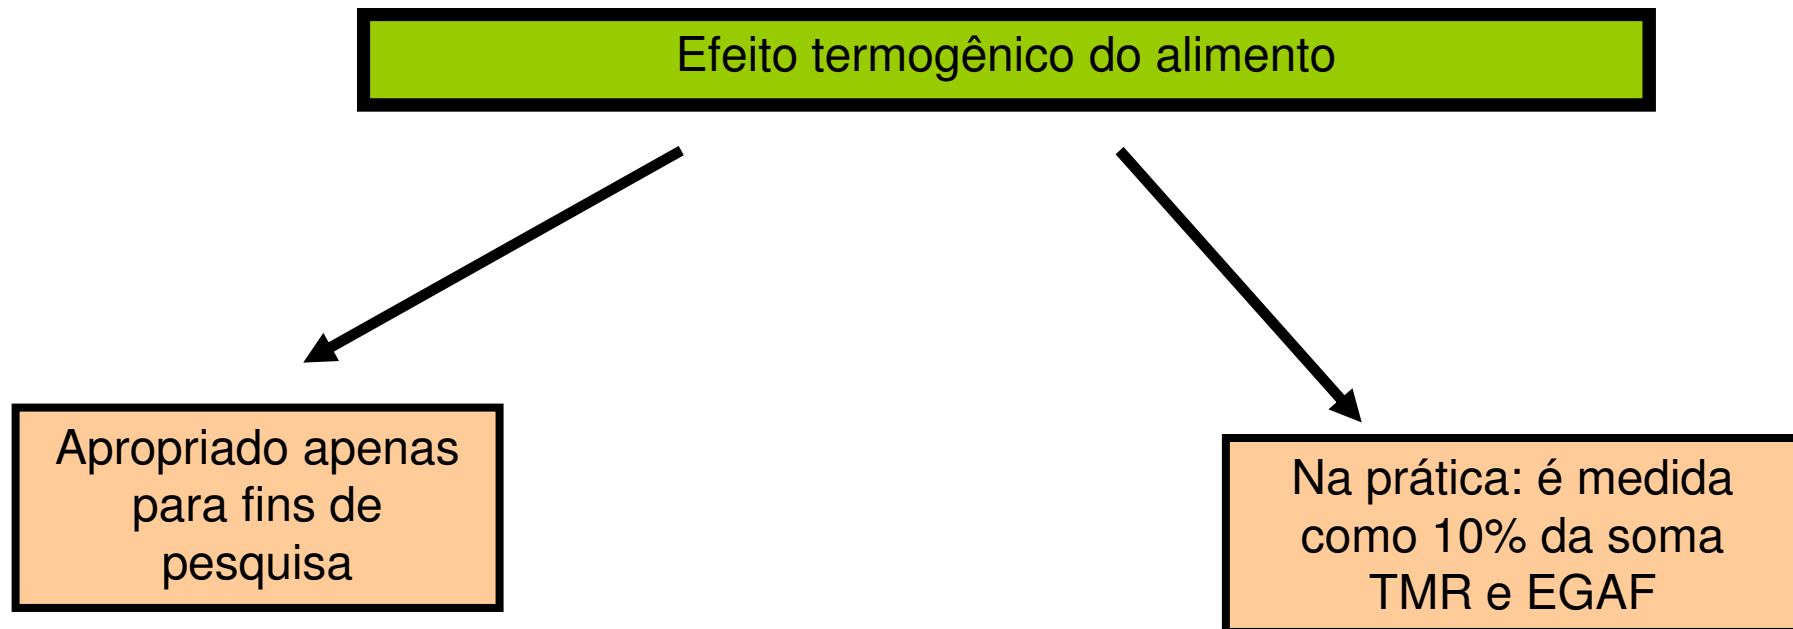 Efeito termogênico do alimento
Apropriado apenas
para fins de
pesquisa
Na prática: é medida
como 10% da soma
TMR e EGAF